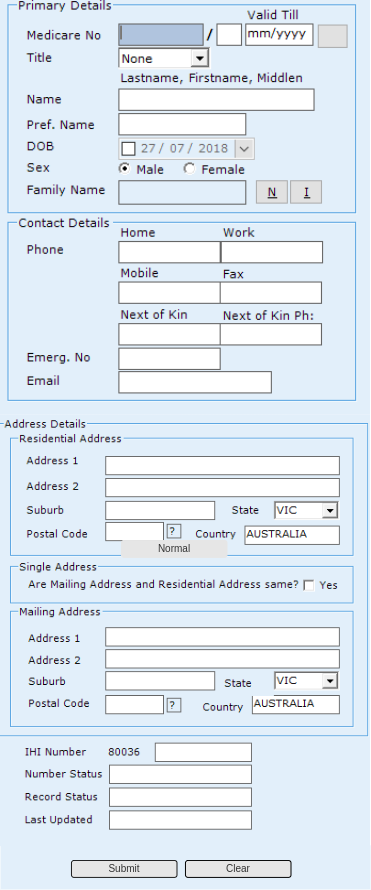 Primary Details
Valid Till
Medicare No / mm/yyyy
Title None
Lastname, Firstname, Middlen
Name
Pref. Name
DOB 27 / 07 / 2018
Sex Male Female
Family Name N I
Contact Details
Home Work
Phone
Mobile Fax
Next of Kin Next of Kin Ph:
Emerg. No
Email
Address Details
Residential Address
Address 1
Address 2
Suburb State VIC
Postal Code ? Country AUSTRALIA
Normal
Single Address
Are Mailing Address and Residential Address same? Yes
Mailing Address
Address 1
Address 2
Suburb State VIC
Postal Code ? Country AUSTRALIA
IHI Number 80036
Number Status
Record Status
Last Updated
Submit Clear